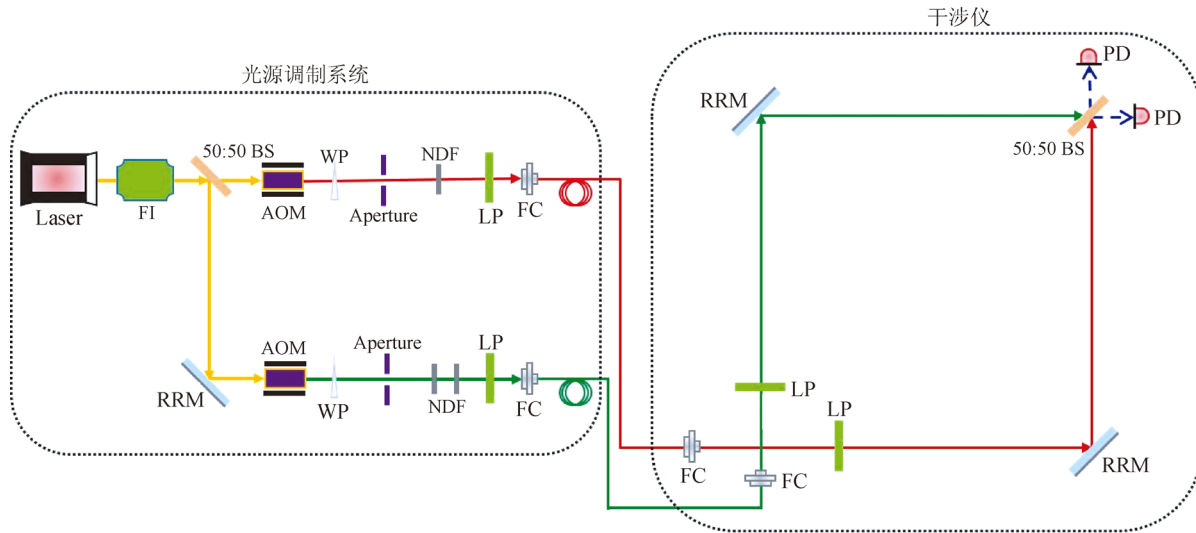 干涉仪
光源调制系统
PD
RRM
PD
50:50 BS
50:50 BS
WP
NDF
Laser
FI
AOM
Aperture
LP
FC
AOM
Aperture
LP
RRM
WP
NDF
FC
LP
LP
FC
FC
RRM